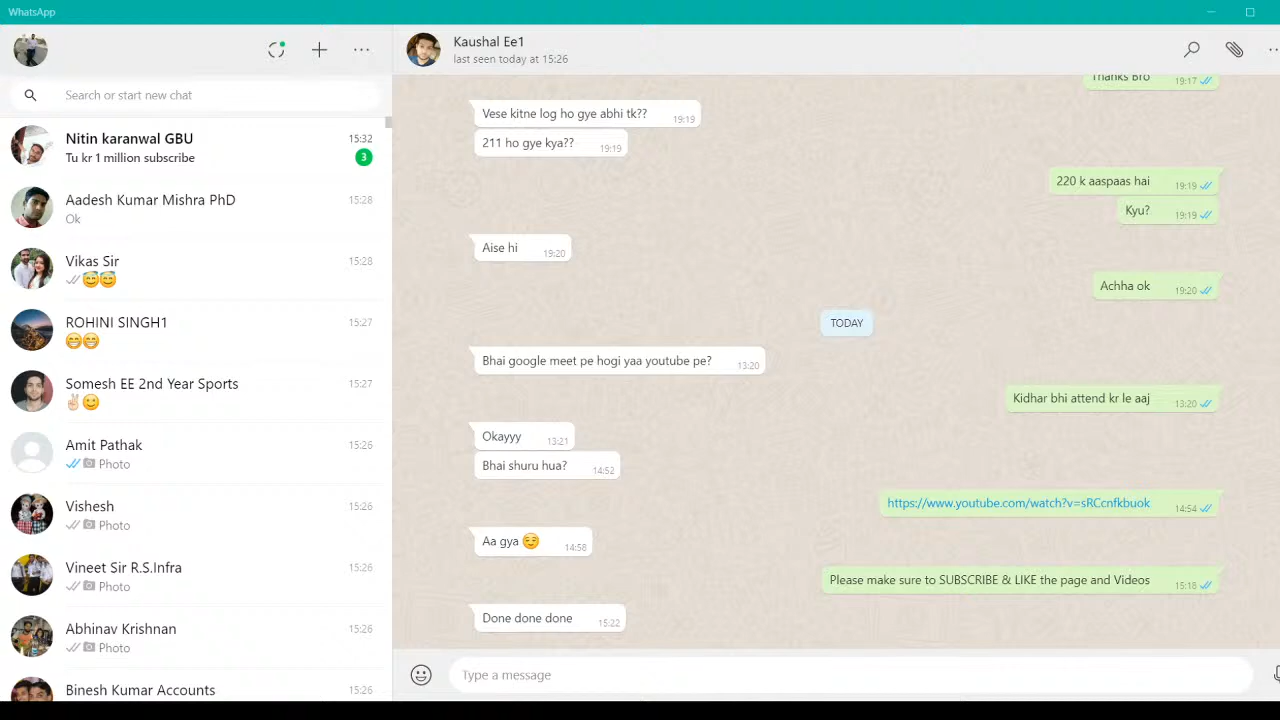 WhatsApp
Search or start new chat
Nitin karanwal GBU
15:32
Tu kr 1 million subscribe
3
Aadesh Kumar Mishra PhD
15:28
Ok
Vikas Sir
15:28
😇😇
ROHINI SINGH1
15:27
😁😁
Somesh EE 2nd Year Sports
15:27
✌🏻😊
Amit Pathak
15:26
Photo
Vishesh
15:26
Photo
Vineet Sir R.S.Infra
15:26
Photo
Abhinav Krishnan
15:26
Photo
Binesh Kumar Accounts
15:26
Kaushal Ee1
last seen today at 15:26
Thanks Bro 19:17
Vese kitne log ho gye abhi tk?? 19:19
211 ho gye kya?? 19:19
220 k aaspaas hai 19:19
Kyu? 19:19
Aise hi 19:20
Achha ok 19:20
TODAY
Bhai google meet pe hogi yaa youtube pe? 13:20
Kidhar bhi attend kr le aaj 13:20
Okayyy 13:21
Bhai shuru hua? 14:52
https://www.youtube.com/watch?v=sRCcnfkbuok 14:54
Aa gya 😌 14:58
Please make sure to SUBSCRIBE & LIKE the page and Videos 15:18
Done done done 15:22
Type a message